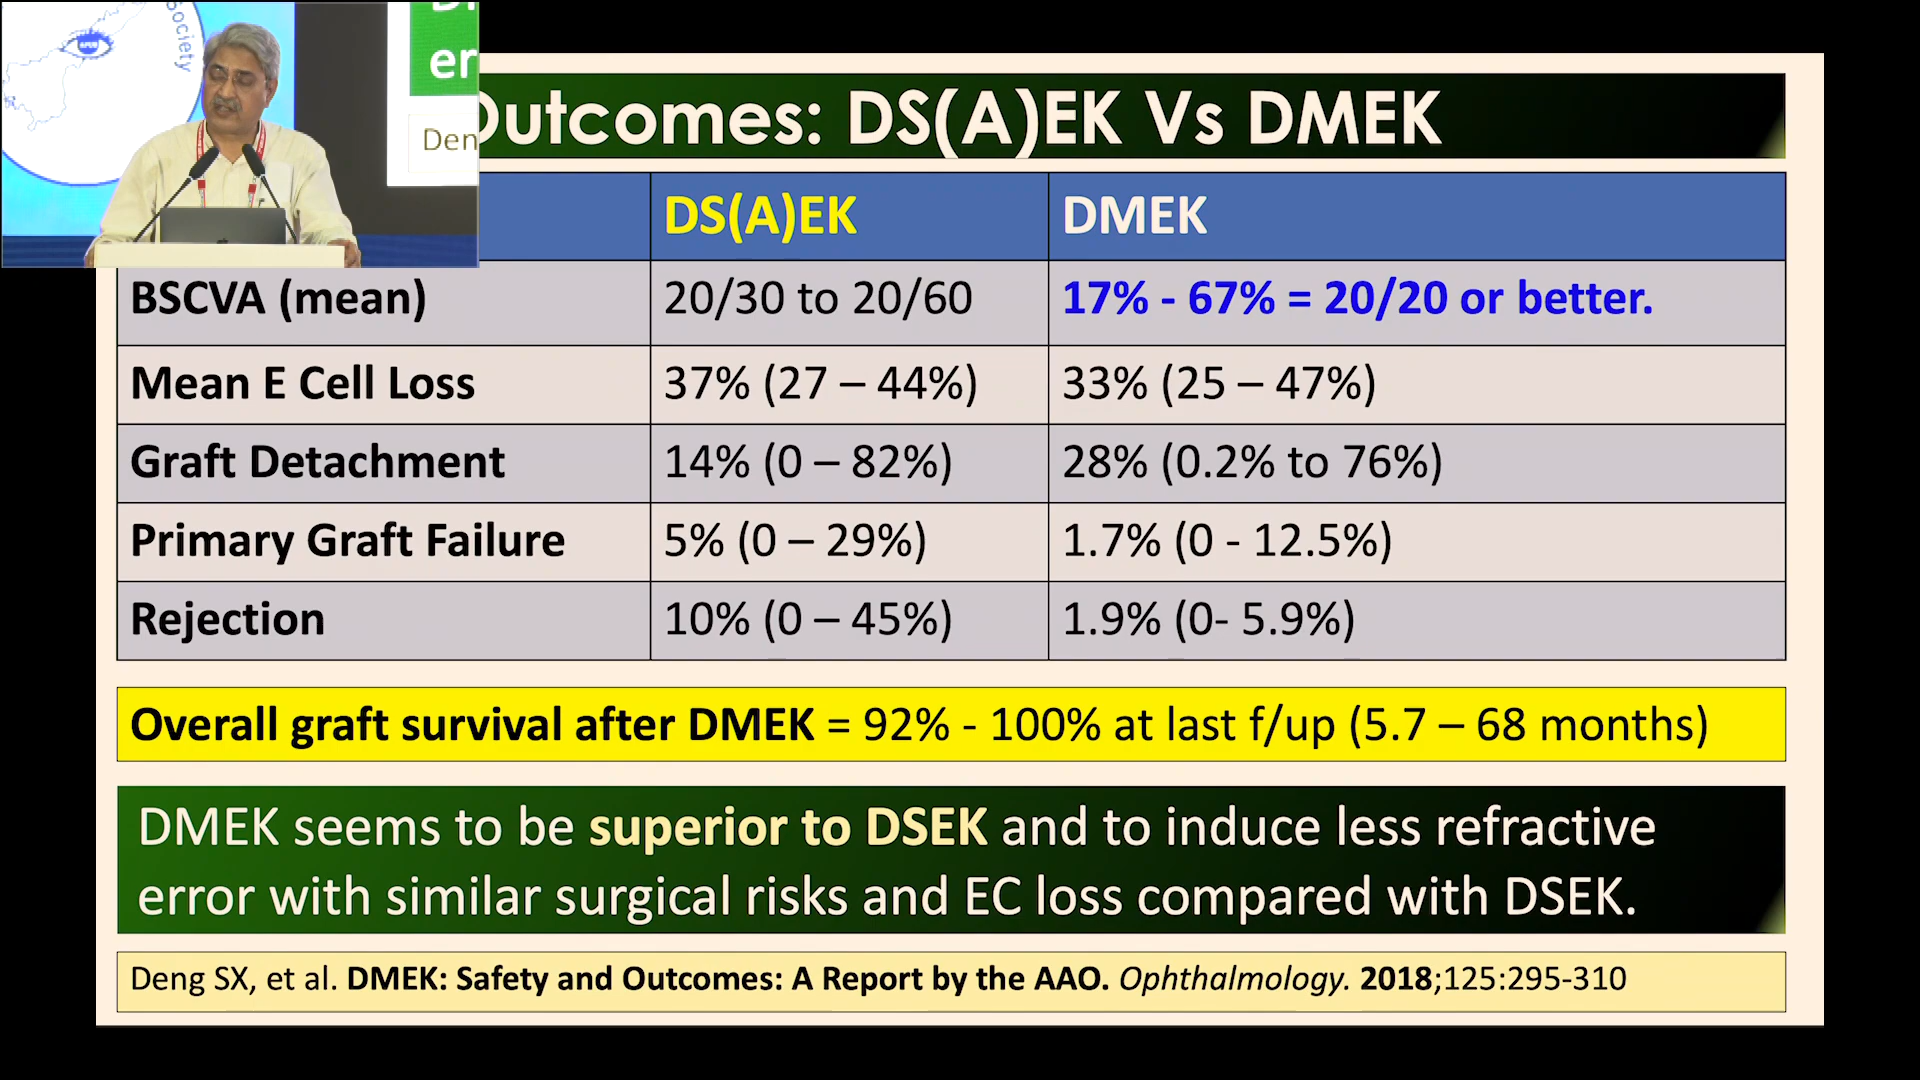 Society
er
Den
Outcomes: DS(A)EK Vs DMEK
DS(A)EK DMEK
BSCVA (mean) 20/30 to 20/60 17% - 67% = 20/20 or better.
Mean E Cell Loss 37% (27 – 44%) 33% (25 – 47%)
Graft Detachment 14% (0 – 82%) 28% (0.2% to 76%)
Primary Graft Failure 5% (0 – 29%) 1.7% (0 - 12.5%)
Rejection 10% (0 – 45%) 1.9% (0- 5.9%)
Overall graft survival after DMEK = 92% - 100% at last f/up (5.7 – 68 months)
DMEK seems to be superior to DSEK and to induce less refractive
error with similar surgical risks and EC loss compared with DSEK.
Deng SX, et al. DMEK: Safety and Outcomes: A Report by the AAO. Ophthalmology. 2018;125:295-310